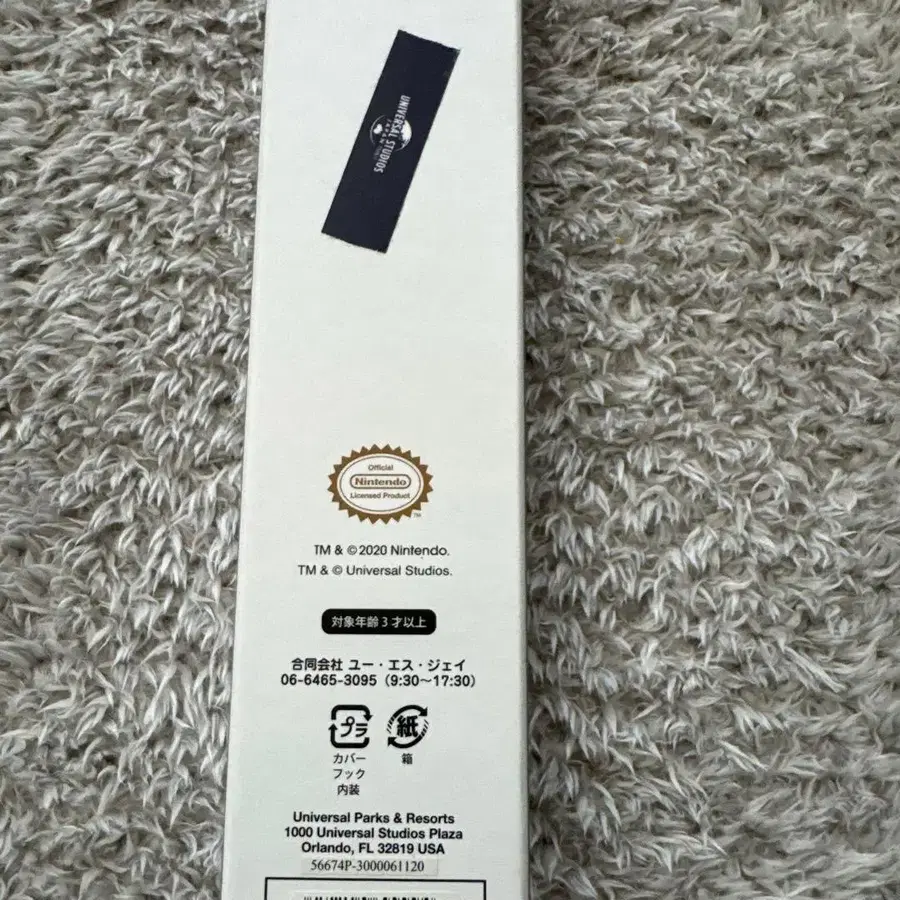 UNIVERSAL STUDIOS
JAPAN
Official
Nintendo
Licensed Product
TM
TM & © 2020 Nintendo.
TM & © Universal Studios.
対象年齢3才以上
合同会社 ユー・エス・ジェイ
06-6465-3095（9:30～17:30）
プラ 紙
カバー 箱
フック
内装
Universal Parks & Resorts
1000 Universal Studios Plaza
Orlando, FL 32819 USA
56674P-3000061120